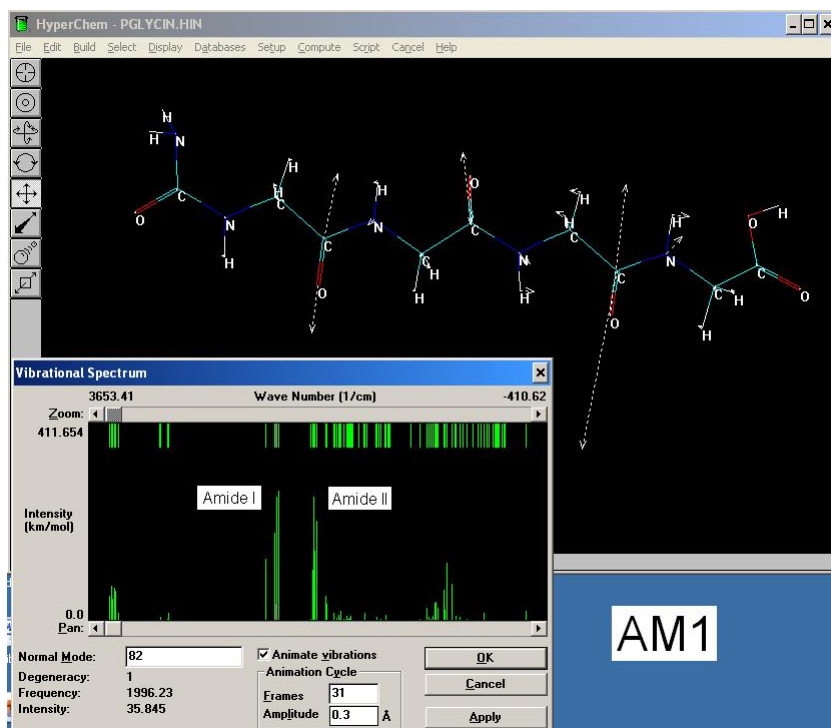 HyperChem - PGLYCIN.HIN
File Edit Build Select Display Databases Setup Compute Script Cancel Help
H
H N
H
H
H
O
C
N
H
C
N
C
O
H
O
C
C
H
H
N
H
H
H
C
C
O
H
N
H
C
H
H
O
C
O
H
Vibrational Spectrum
3653.41 Wave Number (1/cm) -410.62
Zoom:
411.654
Amide I Amide II
Intensity
(km/mol)
0.0
Pan:
AM1
Normal Mode: 82 Animate vibrations OK
Degeneracy: 1 Animation Cycle
Frequency: 1996.23 Frames 31 Cancel
Intensity: 35.845 Amplitude 0.3 Å Apply